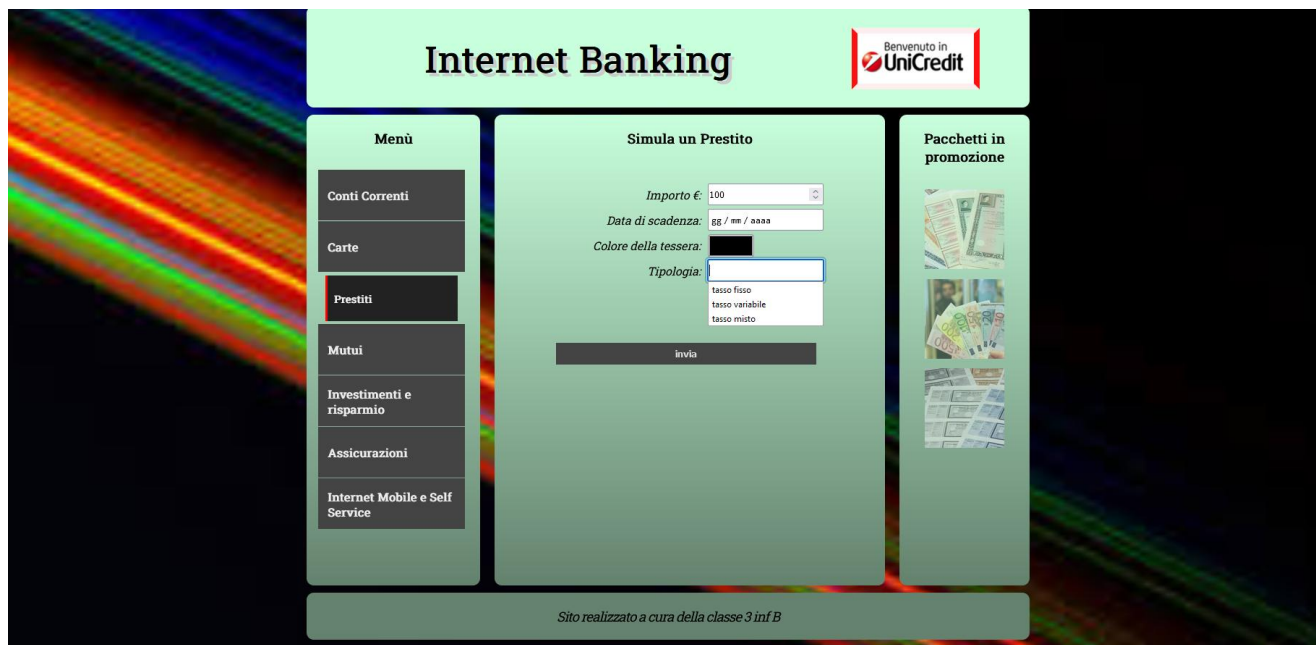 Internet Banking
Benvenuto in
UniCredit
Menù
Conti Correnti
Carte
Prestiti
Mutui
Investimenti e
risparmio
Assicurazioni
Internet Mobile e Self
Service
Simula un Prestito
Importo €: 100
Data di scadenza: gg / mm / aaaa
Colore della tessera:
Tipologia:
tasso fisso
tasso variabile
tasso misto
invia
Pacchetti in
promozione
Sito realizzato a cura della classe 3 inf B